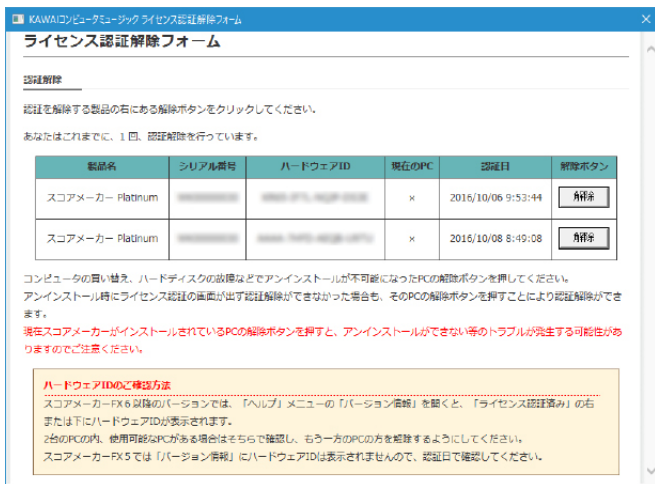 KAWAIコンピュータミュージック ライセンス認証解除フォーム
ライセンス認証解除フォーム
認証解除
認証を解除する製品の右にある解除ボタンをクリックしてください。
あなたはこれまでに、1回、認証解除を行っています。
製品名 シリアル番号 ハードウェアID 現在のPC 認証日 解除ボタン
スコアメーカー Platinum × 2016/10/06 9:53:44 解除
スコアメーカー Platinum × 2016/10/08 8:49:08 解除
コンピュータの買い替え、ハードディスクの故障などでアンインストールが不可能になったPCの解除ボタンを押してください。
アンインストール時にライセンス認証の画面が出ず認証解除ができなかった場合も、そのPCの解除ボタンを押すことにより認証解除ができ
ます。
現在スコアメーカーがインストールされているPCの解除ボタンを押すと、アンインストールができない等のトラブルが発生する可能性があ
りますのでご注意ください。
ハードウェアIDのご確認方法
スコアメーカーFX6以降のバージョンでは、「ヘルプ」メニューの「バージョン情報」を開くと、「ライセンス認証済み」の右
または下にハードウェアIDが表示されます。
2台のPCの内、使用可能なPCがある場合はそちらで確認し、もう一方のPCの方を解除するようにしてください。
スコアメーカーFX5では「バージョン情報」にハードウェアIDは表示されませんので、認証日で確認してください。